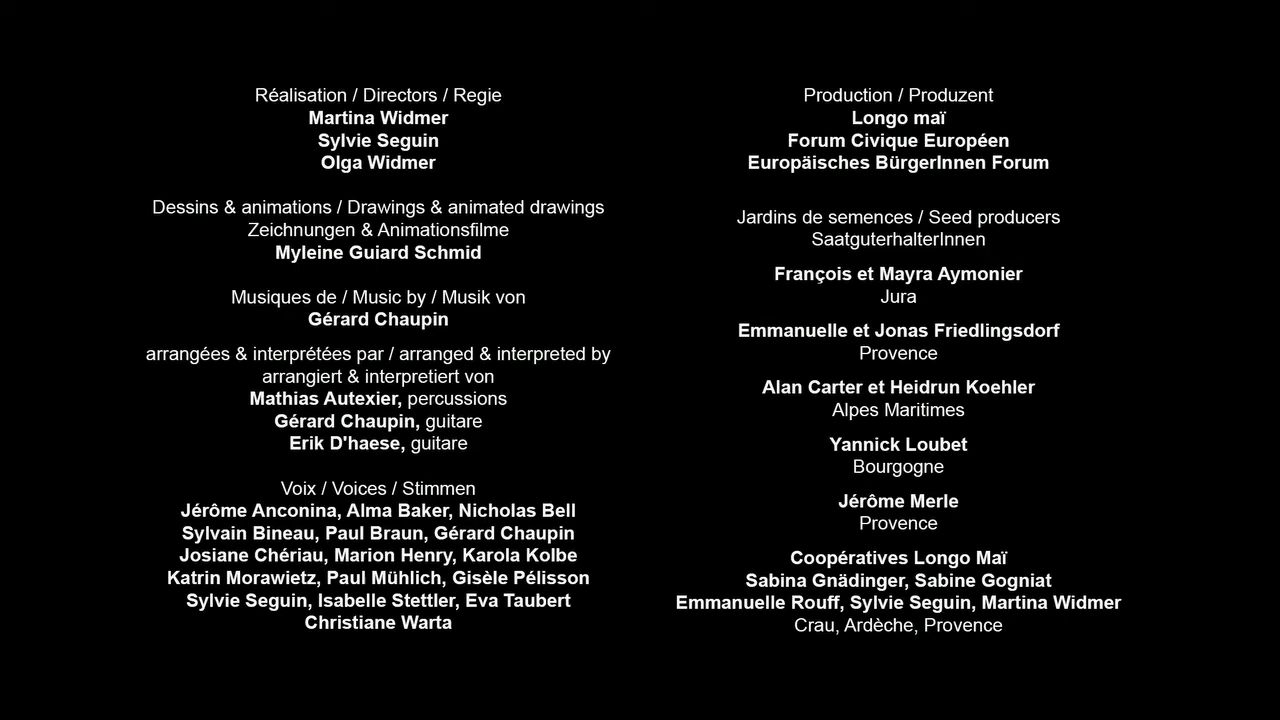 Réalisation / Directors / Regie
Martina Widmer
Sylvie Seguin
Olga Widmer
Dessins & animations / Drawings & animated drawings
Zeichnungen & Animationsfilme
Myleine Guiard Schmid
Musiques de / Music by / Musik von
Gérard Chaupin
arrangées & interprétées par / arranged & interpreted by
arrangiert & interpretiert von
Mathias Autexier, percussions
Gérard Chaupin, guitare
Erik D'haese, guitare
Voix / Voices / Stimmen
Jérôme Anconina, Alma Baker, Nicholas Bell
Sylvain Bineau, Paul Braun, Gérard Chaupin
Josiane Chériau, Marion Henry, Karola Kolbe
Katrin Morawietz, Paul Mühlich, Gisèle Pélisson
Sylvie Seguin, Isabelle Stettler, Eva Taubert
Christiane Warta
Production / Produzent
Longo maï
Forum Civique Européen
Europäisches BürgerInnen Forum
Jardins de semences / Seed producers
SaatguterhalterInnen
François et Mayra Aymonier
Jura
Emmanuelle et Jonas Friedlingsdorf
Provence
Alan Carter et Heidrun Koehler
Alpes Maritimes
Yannick Loubet
Bourgogne
Jérôme Merle
Provence
Coopératives Longo Maï
Sabina Gnädinger, Sabine Gogniat
Emmanuelle Rouff, Sylvie Seguin, Martina Widmer
Crau, Ardèche, Provence